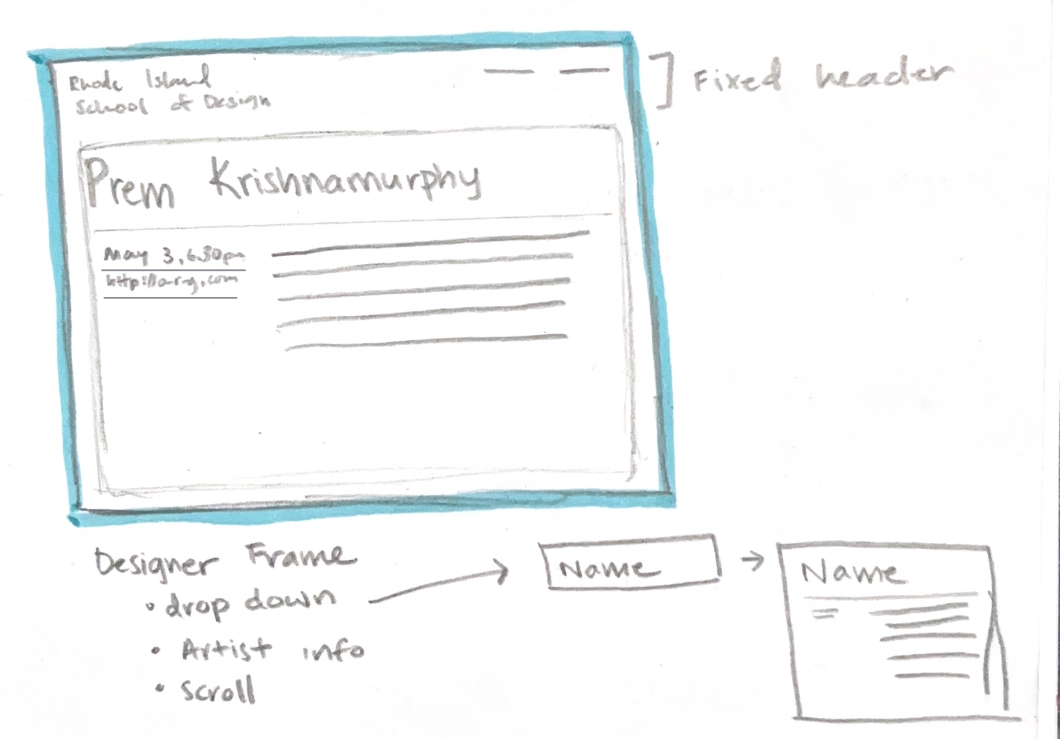 Rhode Island
School of Design
Fixed header
Prem Krishnamurphy
May 3, 6.30pm
http://o-r-g.com
Designer Frame
• drop down
• Artist info
• scroll
Name
Name